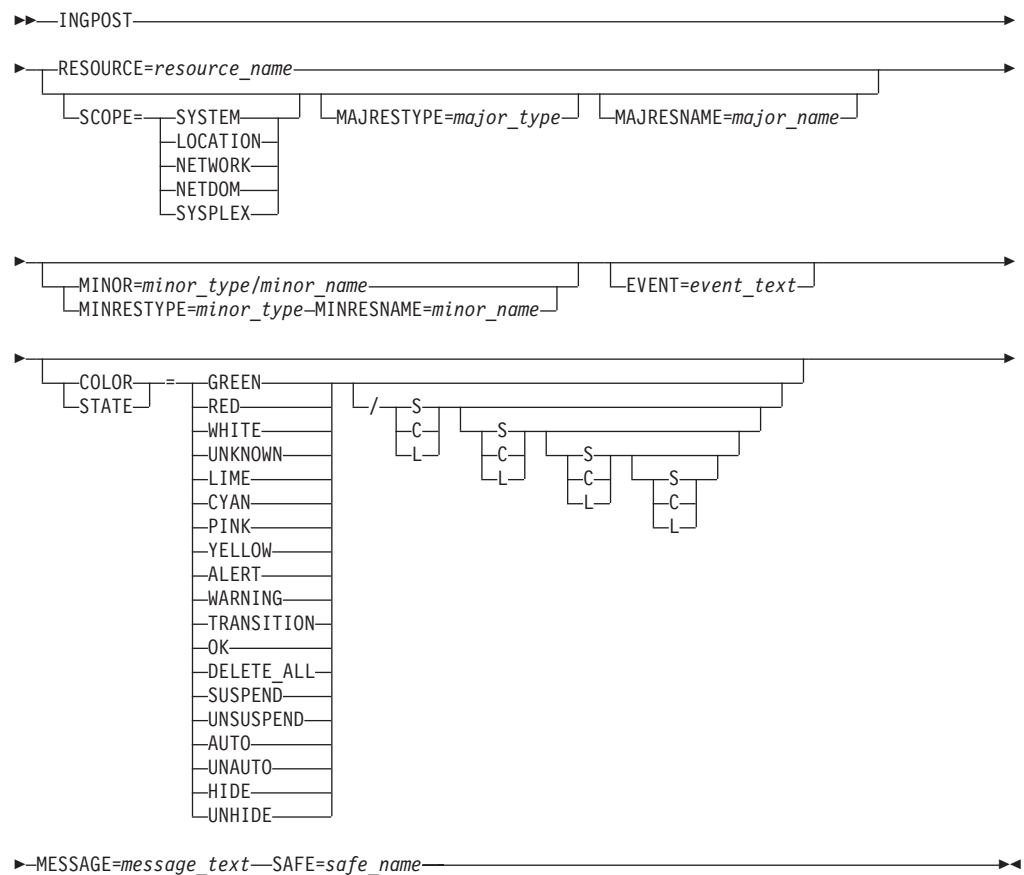 INGPOST
RESOURCE=resource_name
SCOPE= SYSTEM MAJRESTYPE=major_type MAJRESNAME=major_name
LOCATION
NETWORK
NETDOM
SYSPLEX
MINOR=minor_type/minor_name EVENT=event_text
MINRESTYPE=minor_type MINRESNAME=minor_name
COLOR = GREEN
STATE RED / S
WHITE C S
UNKNOWN L C S
LIME L C S
CYAN L C
PINK L
YELLOW
ALERT
WARNING
TRANSITION
OK
DELETE_ALL
SUSPEND
UNSUSPEND
AUTO
UNAUTO
HIDE
UNHIDE
MESSAGE=message_text SAFE=safe_name